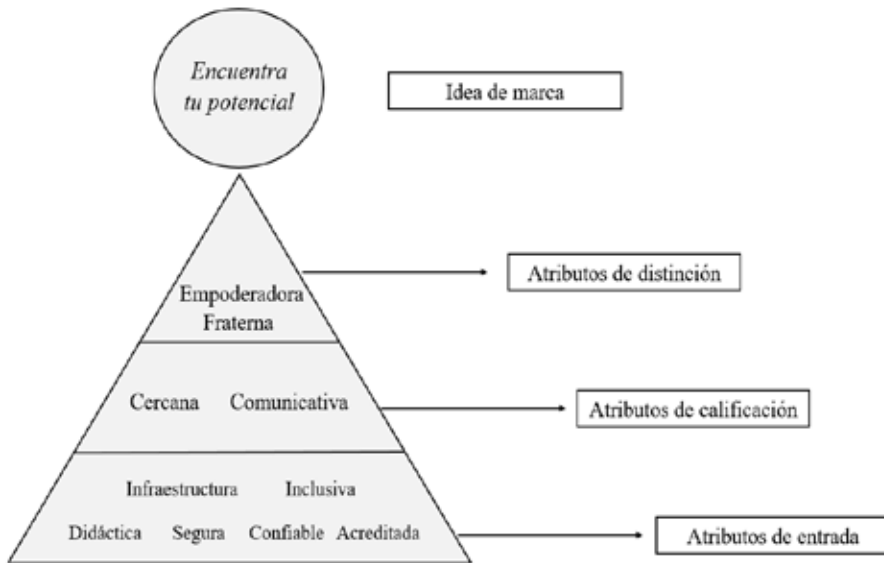 Encuentra
tu potencial
Idea de marca
Atributos de distinción
Empoderadora
Fraterna
Cercana Comunicativa
Atributos de calificación
Infraestructura Inclusiva
Didáctica Segura Confiable Acreditada
Atributos de entrada